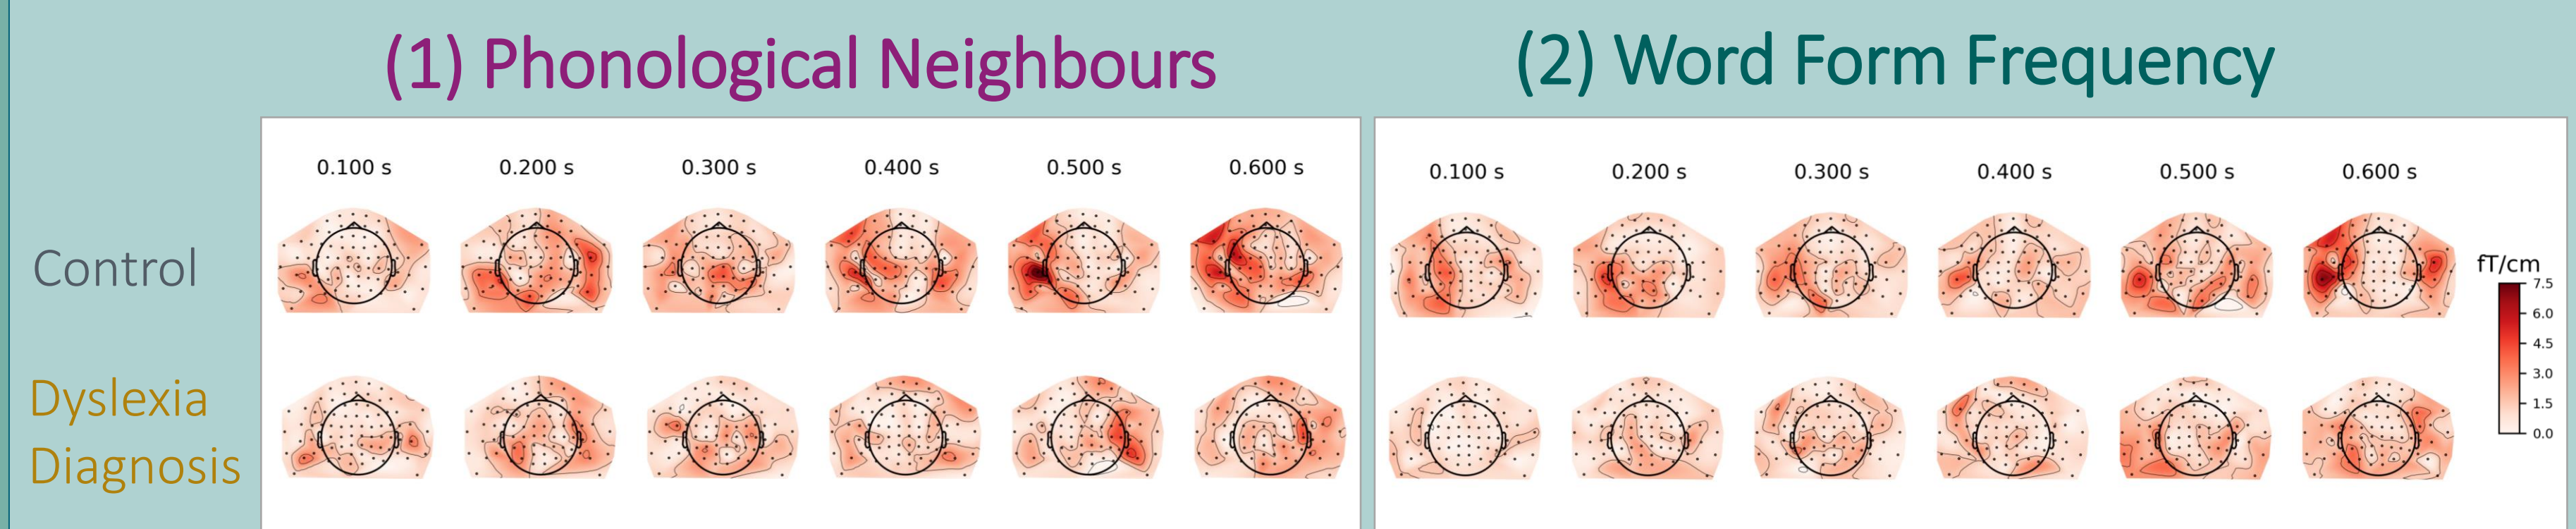 (1) Phonological Neighbours
(2) Word Form Frequency
0.100 s 0.200 s 0.300 s 0.400 s 0.500 s 0.600 s
0.100 s 0.200 s 0.300 s 0.400 s 0.500 s 0.600 s
Control
Dyslexia
Diagnosis
fT/cm
7.5
6.0
4.5
3.0
1.5
0.0